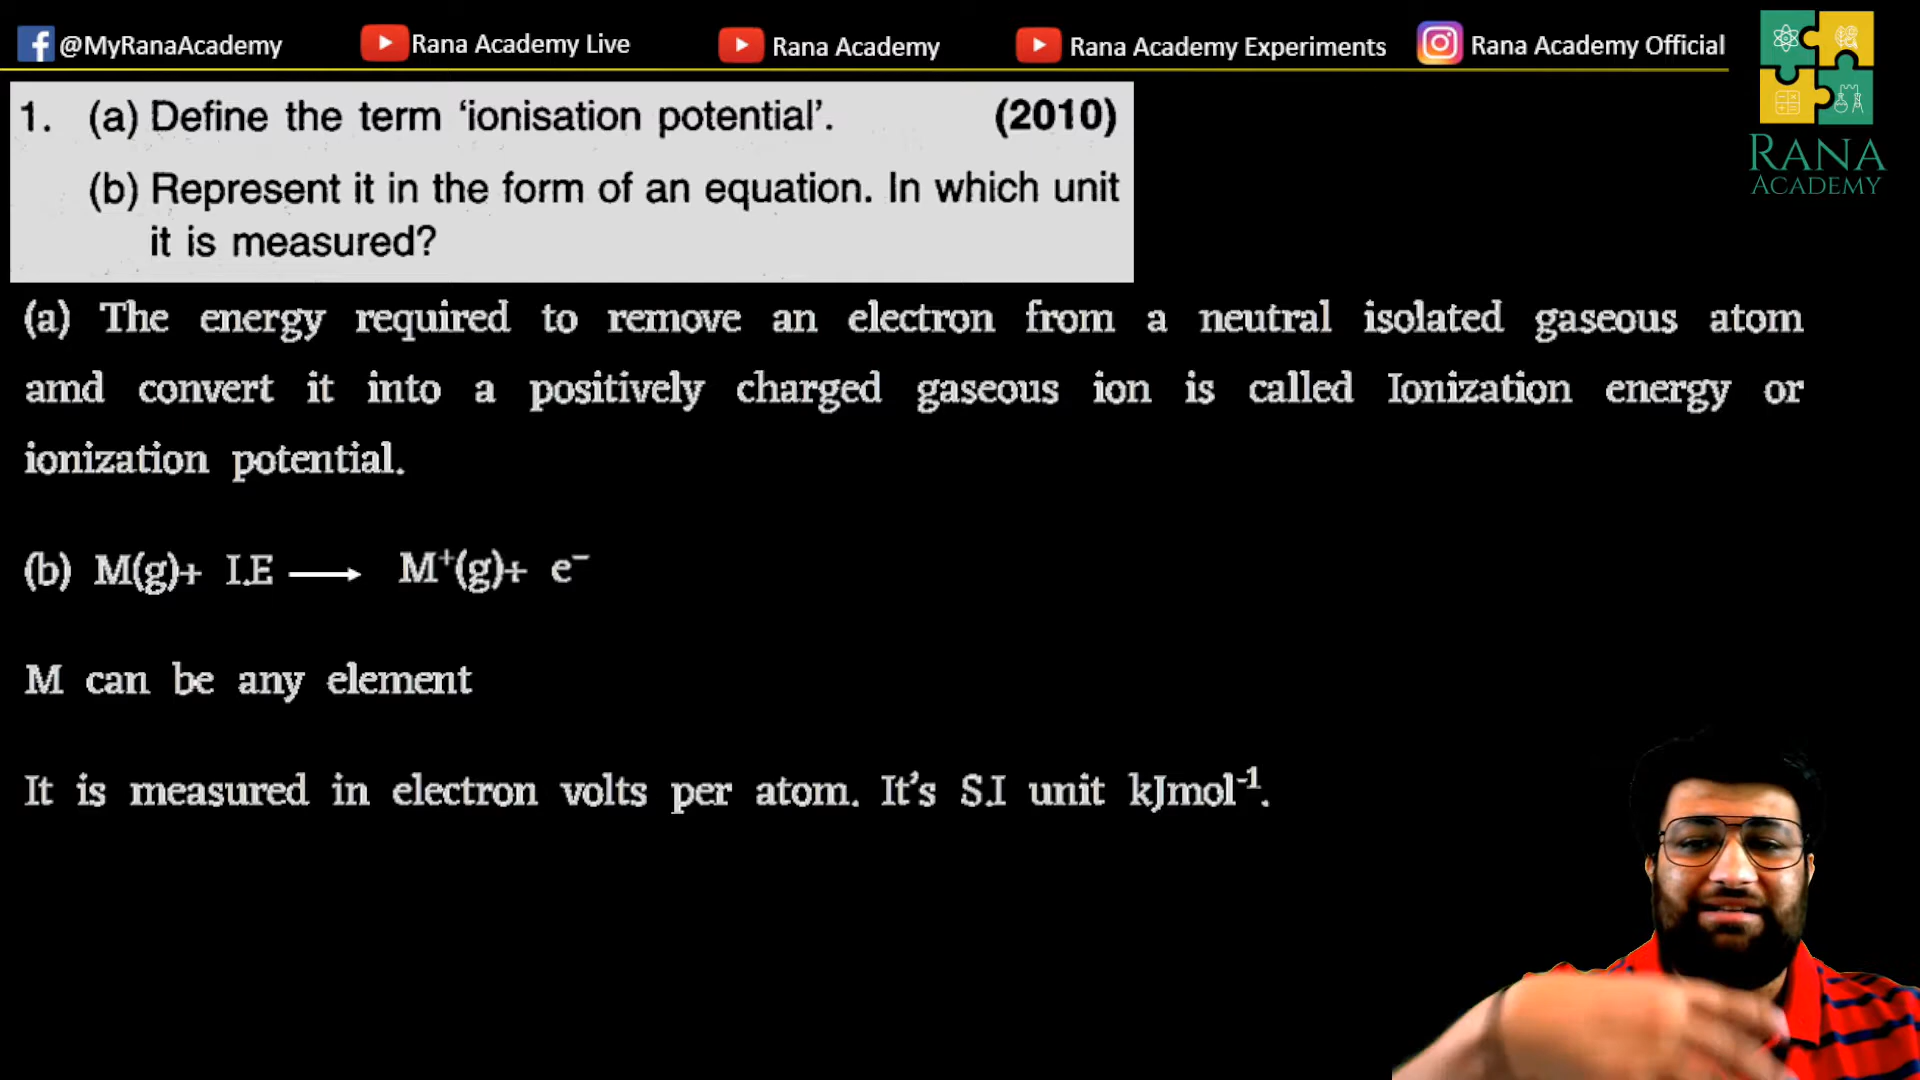 @MyRanaAcademy Rana Academy Live Rana Academy Rana Academy Experiments Rana Academy Official
RANA
ACADEMY
1. (a) Define the term ‘ionisation potential’. (2010)
(b) Represent it in the form of an equation. In which unit
it is measured?
(a) The energy required to remove an electron from a neutral isolated gaseous atom
amd convert it into a positively charged gaseous ion is called Ionization energy or
ionization potential.
(b) M(g)+ I.E ⟶ M⁺(g)+ e⁻
M can be any element
It is measured in electron volts per atom. It’s S.I unit kJmol⁻¹.